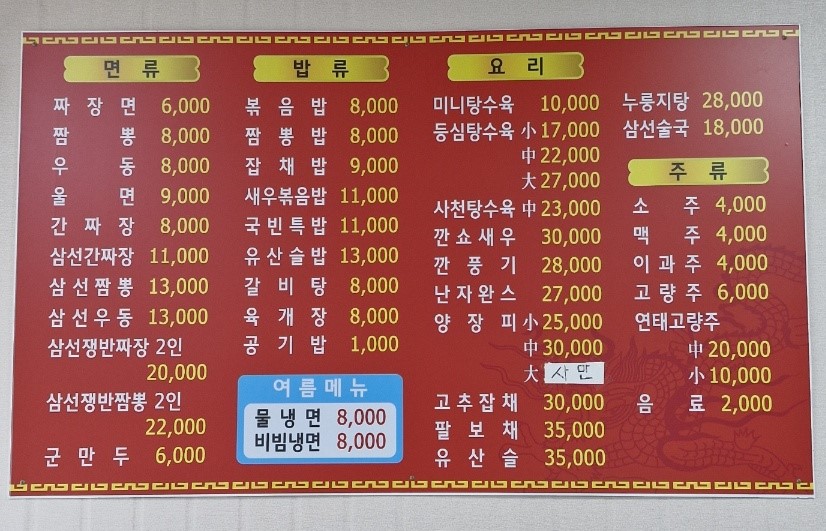 면 류
짜 장 면 6,000
짬 뽕 8,000
우 동 8,000
울 면 9,000
간 짜 장 8,000
삼선간짜장 11,000
삼 선 짬 뽕 13,000
삼 선 우 동 13,000
삼선쟁반짜장 2인
20,000
삼선쟁반짬뽕 2인
22,000
군 만 두 6,000
밥 류
볶 음 밥 8,000
짬 뽕 밥 8,000
잡 채 밥 9,000
새우볶음밥 11,000
국 빈 특 밥 11,000
유 산 슬 밥 13,000
갈 비 탕 8,000
육 개 장 8,000
공 기 밥 1,000
여 름 메 뉴
물 냉 면 8,000
비빔냉면 8,000
요 리
미니탕수육 10,000
등심탕수육 小 17,000
中 22,000
大 27,000
사천탕수육 中 23,000
깐 쇼 새 우 30,000
깐 풍 기 28,000
난 자 완 스 27,000
양 장 피 小 25,000
中 30,000
大 사 만
고 추 잡 채 30,000
팔 보 채 35,000
유 산 슬 35,000
누룽지탕 28,000
삼선술국 18,000
주 류
소 주 4,000
맥 주 4,000
이 과 주 4,000
고 량 주 6,000
연태고량주
中 20,000
小 10,000
음 료 2,000